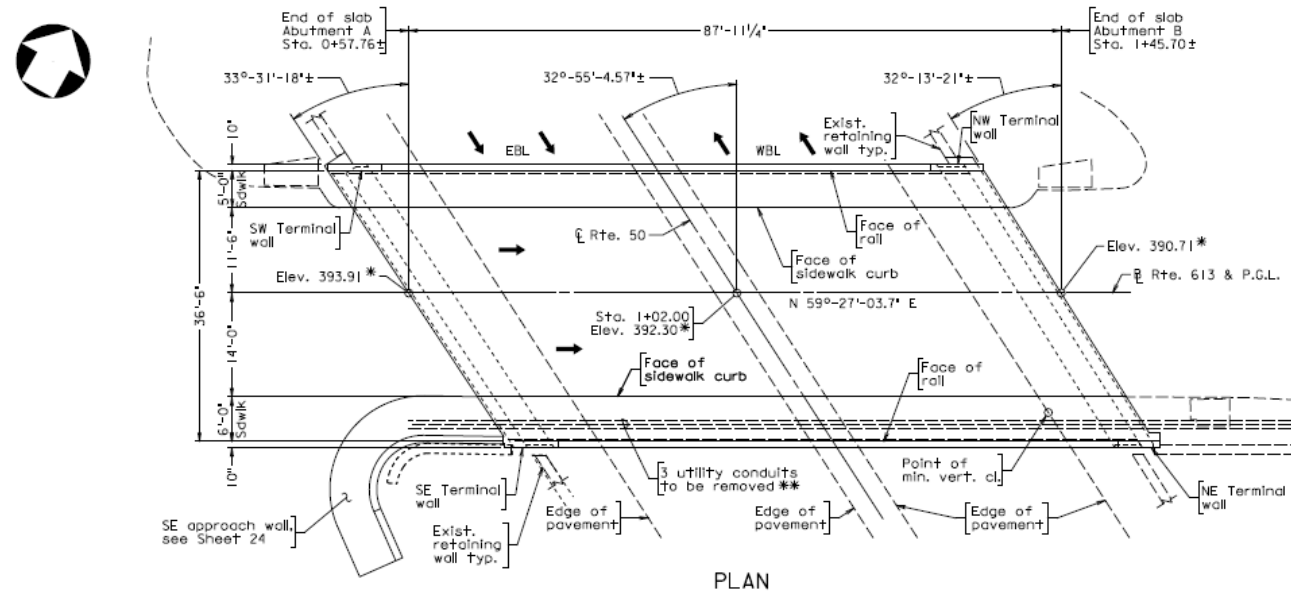 End of slab
Abutment A
Sta. 0+57.76±
87'-11¼"
End of slab
Abutment B
Sta. 1+45.70±
33°-31'-18"±
32°-55'-4.57"±
32°-13'-21"±
10"
EBL
WBL
Exist.
retaining
wall typ.
NW Terminal
wall
5'-0"
Sdwlk
SW Terminal
wall
11'-6"
℄ Rte. 50
Face of
rail
Face of
sidewalk curb
Elev. 390.71*
Elev. 393.91*
Rte. 613 & P.G.L.
36'-6"
N 59°-27'-03.7" E
Sta. 1+02.00
Elev. 392.30*
14'-0"
Face of
sidewalk curb
Face of
rail
6'-0"
Sdwlk
10"
SE Terminal
wall
3 utility conduits
to be removed **
Point of
min. vert. cl.
NE Terminal
wall
SE approach wall,
see Sheet 24
Exist.
retaining
wall typ.
Edge of
pavement
Edge of
pavement
Edge of
pavement
PLAN